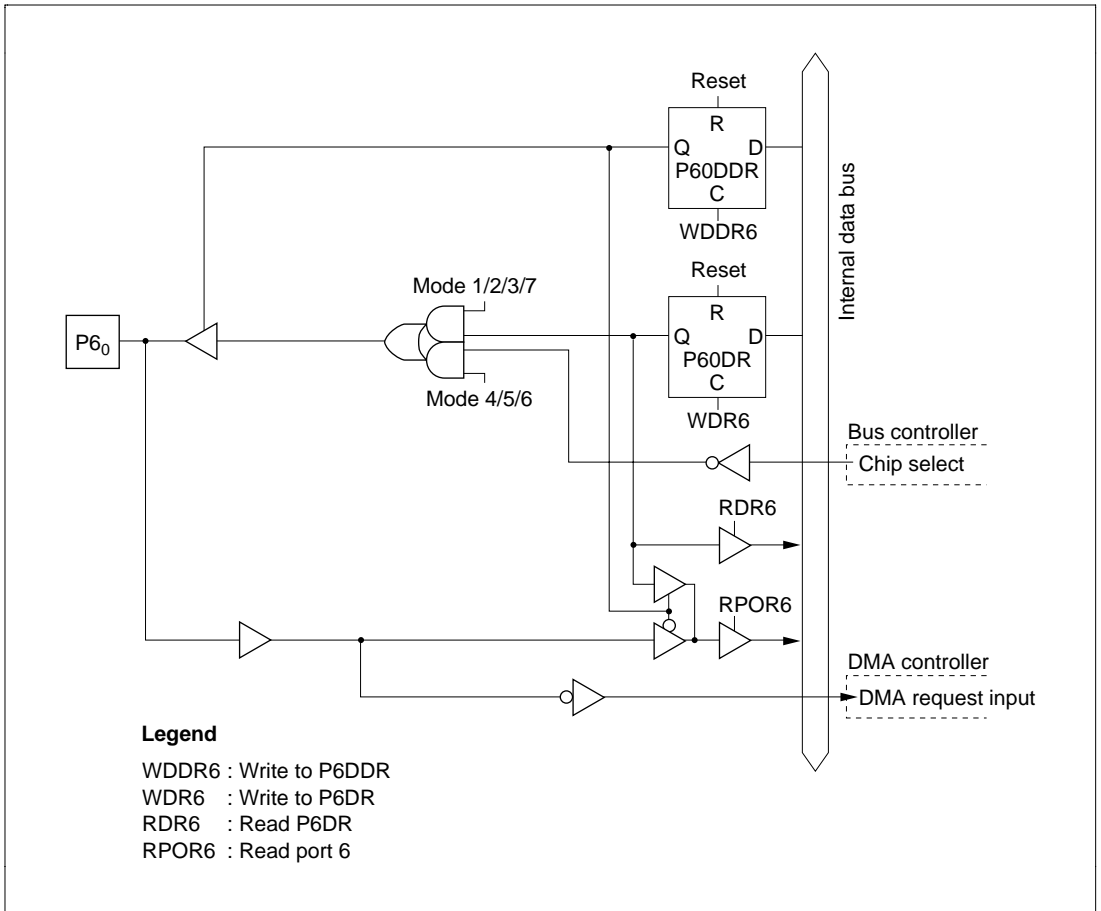 Reset
R
Q D
P60DDR
C
WDDR6
Internal data bus
Reset
Mode 1/2/3/7
R
Q D
P60DR
C
WDR6
P6₀
Mode 4/5/6
Bus controller
Chip select
RDR6
RPOR6
DMA controller
DMA request input
Legend
WDDR6 : Write to P6DDR
WDR6 : Write to P6DR
RDR6 : Read P6DR
RPOR6 : Read port 6